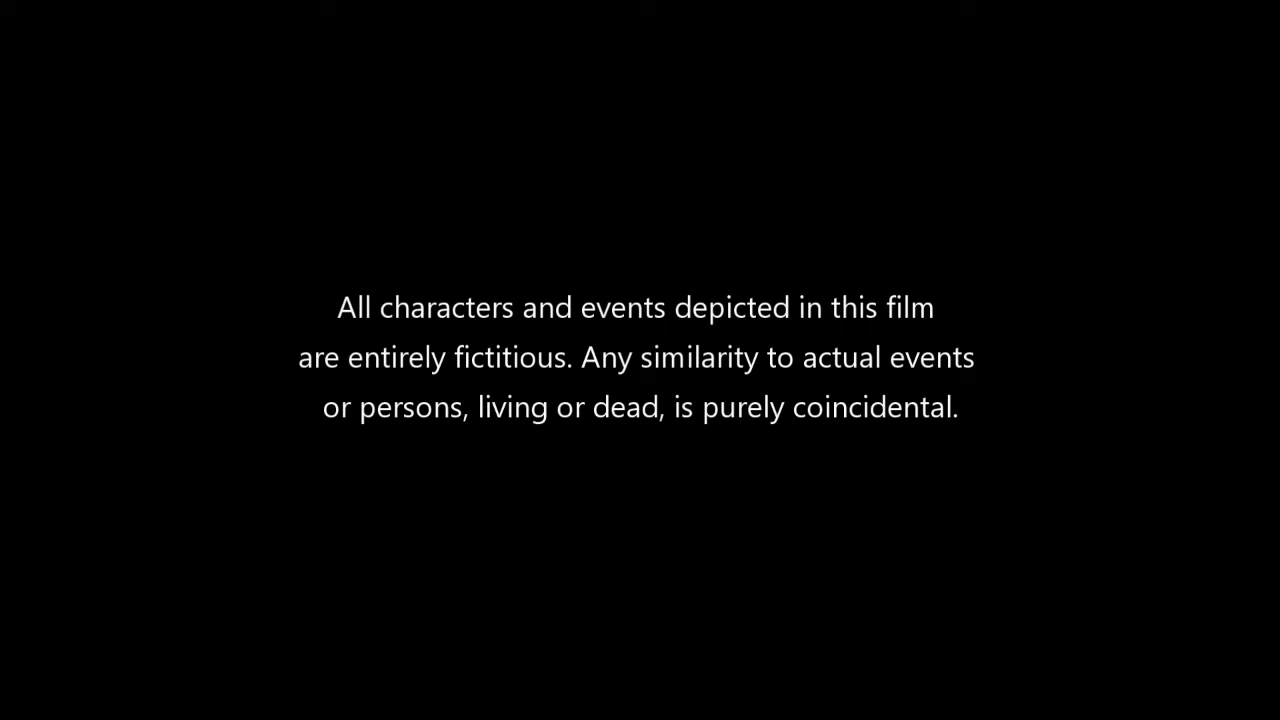 All characters and events depicted in this film
are entirely fictitious. Any similarity to actual events
or persons, living or dead, is purely coincidental.